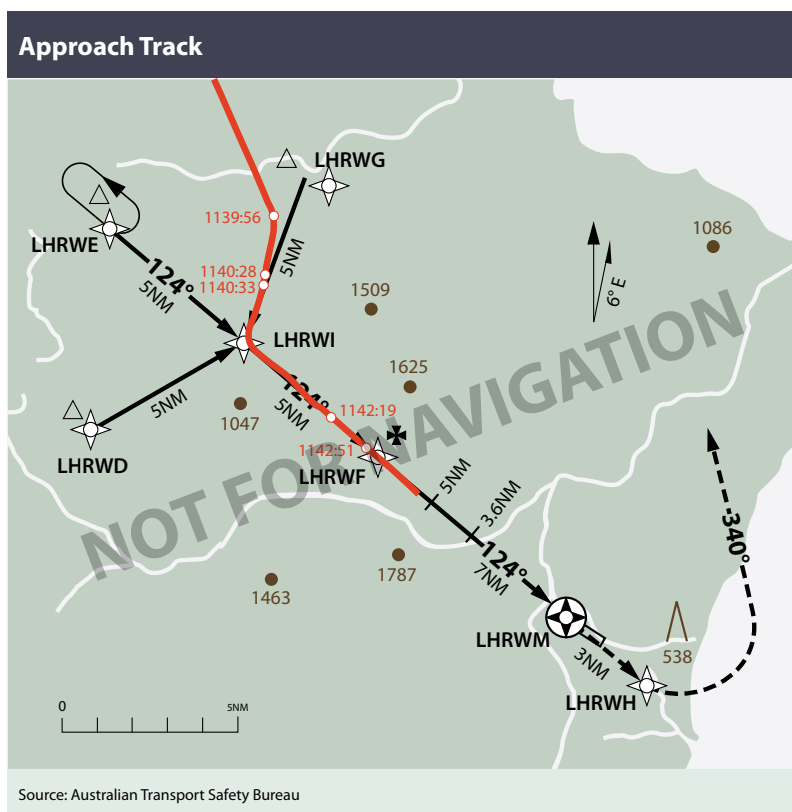 Approach Track
LHRWG
1139:56
LHRWE
1086
5NM
124°
5NM
1140:28
1140:33
6° E
1509
LHRWI
1625
124°
5NM
5NM
1047
1142:19
LHRWD
1142:51
LHRWF
NOT FOR NAVIGATION
5NM
3.6NM
340°
1787
124°
7NM
1463
LHRWM
3NM
538
LHRWH
0
5NM
Source: Australian Transport Safety Bureau